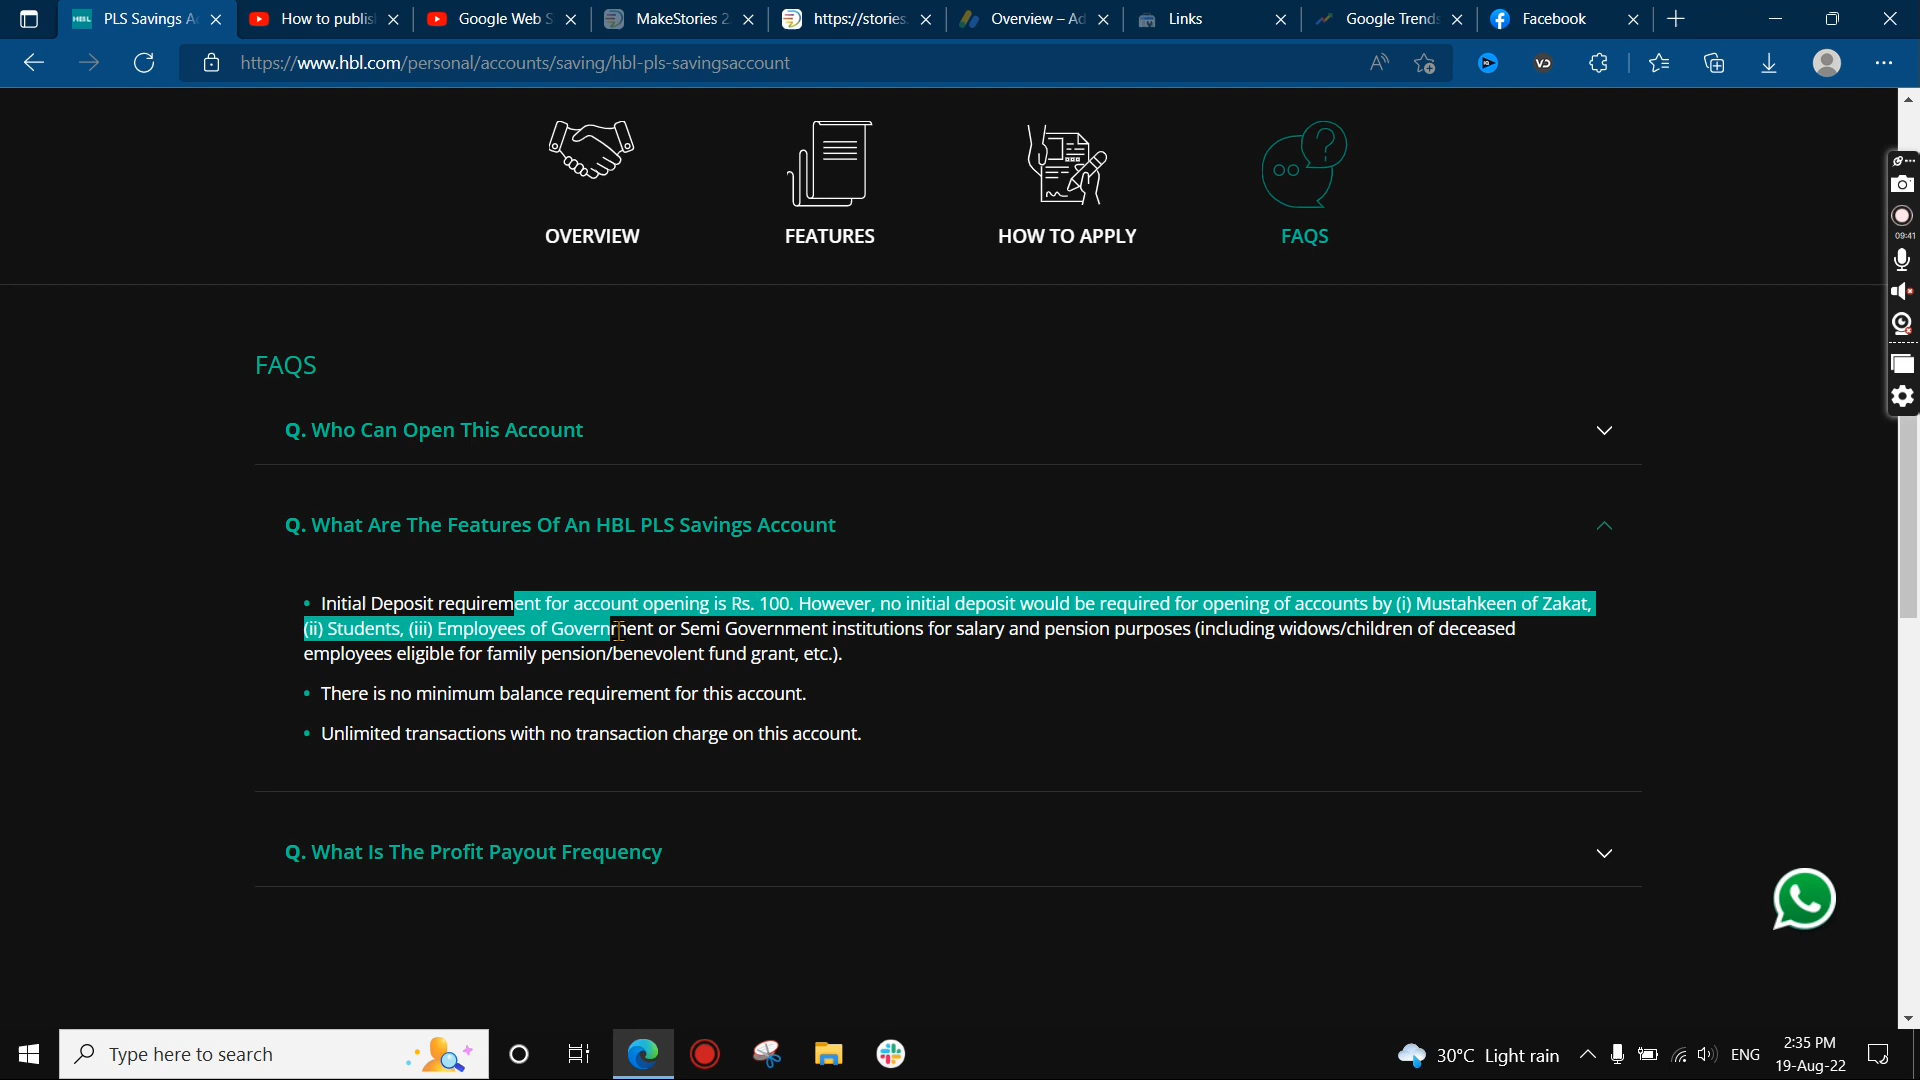 HBL PLS Savings Ac
How to publis
Google Web S
MakeStories 2
https://stories.
Overview – Ad
Links
Google Trends
Facebook
https://www.hbl.com/personal/accounts/saving/hbl-pls-savingsaccount
OVERVIEW
FEATURES
HOW TO APPLY
FAQS
09:41
FAQS
Q. Who Can Open This Account
Q. What Are The Features Of An HBL PLS Savings Account
• Initial Deposit requirement for account opening is Rs. 100. However, no initial deposit would be required for opening of accounts by (i) Mustahkeen of Zakat,
(ii) Students, (iii) Employees of Government or Semi Government institutions for salary and pension purposes (including widows/children of deceased
employees eligible for family pension/benevolent fund grant, etc.).
• There is no minimum balance requirement for this account.
• Unlimited transactions with no transaction charge on this account.
Q. What Is The Profit Payout Frequency
Type here to search
30°C Light rain
ENG
2:35 PM
19-Aug-22